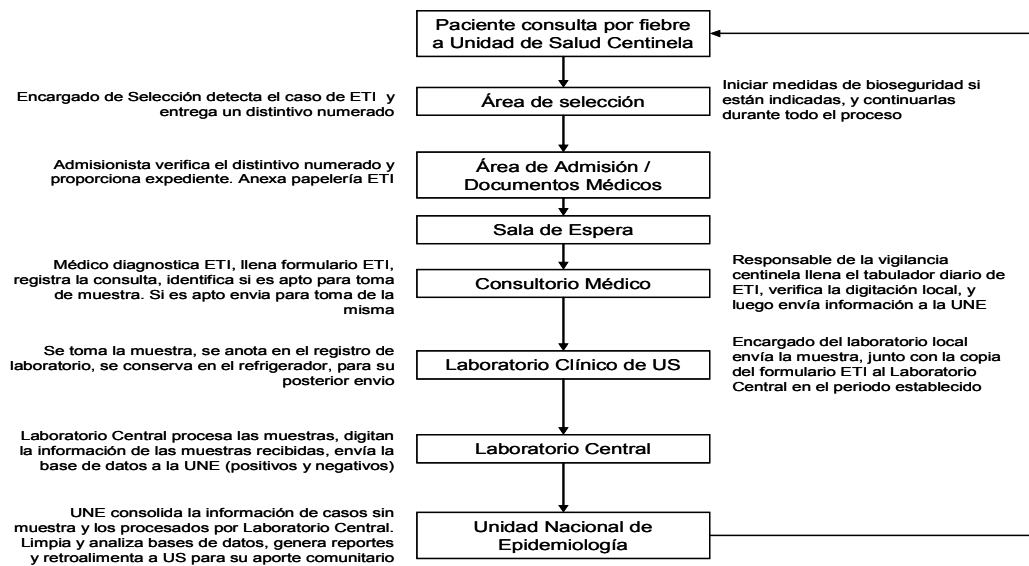 Paciente consulta por fiebre
a Unidad de Salud Centinela
Encargado de Selección detecta el caso de ETI y
entrega un distintivo numerado
Área de selección
Iniciar medidas de bioseguridad si
están indicadas, y continuarlas
durante todo el proceso
Admisionista verifica el distintivo numerado y
proporciona expediente. Anexa papelería ETI
Área de Admisión /
Documentos Médicos
Sala de Espera
Médico diagnostica ETI, llena formulario ETI,
registra la consulta, identifica si es apto para toma
de muestra. Si es apto envia para toma de la
misma
Consultorio Médico
Responsable de la vigilancia
centinela llena el tabulador diario de
ETI, verifica la digitación local, y
luego envía información a la UNE
Se toma la muestra, se anota en el registro de
laboratorio, se conserva en el refrigerador, para su
posterior envio
Laboratorio Clínico de US
Encargado del laboratorio local
envía la muestra, junto con la copia
del formulario ETI al Laboratorio
Central en el periodo establecido
Laboratorio Central procesa las muestras, digitan
la información de las muestras recibidas, envía la
base de datos a la UNE (positivos y negativos)
Laboratorio Central
UNE consolida la información de casos sin
muestra y los procesados por Laboratorio Central.
Limpia y analiza bases de datos, genera reportes
y retroalimenta a US para su aporte comunitario
Unidad Nacional de
Epidemiología